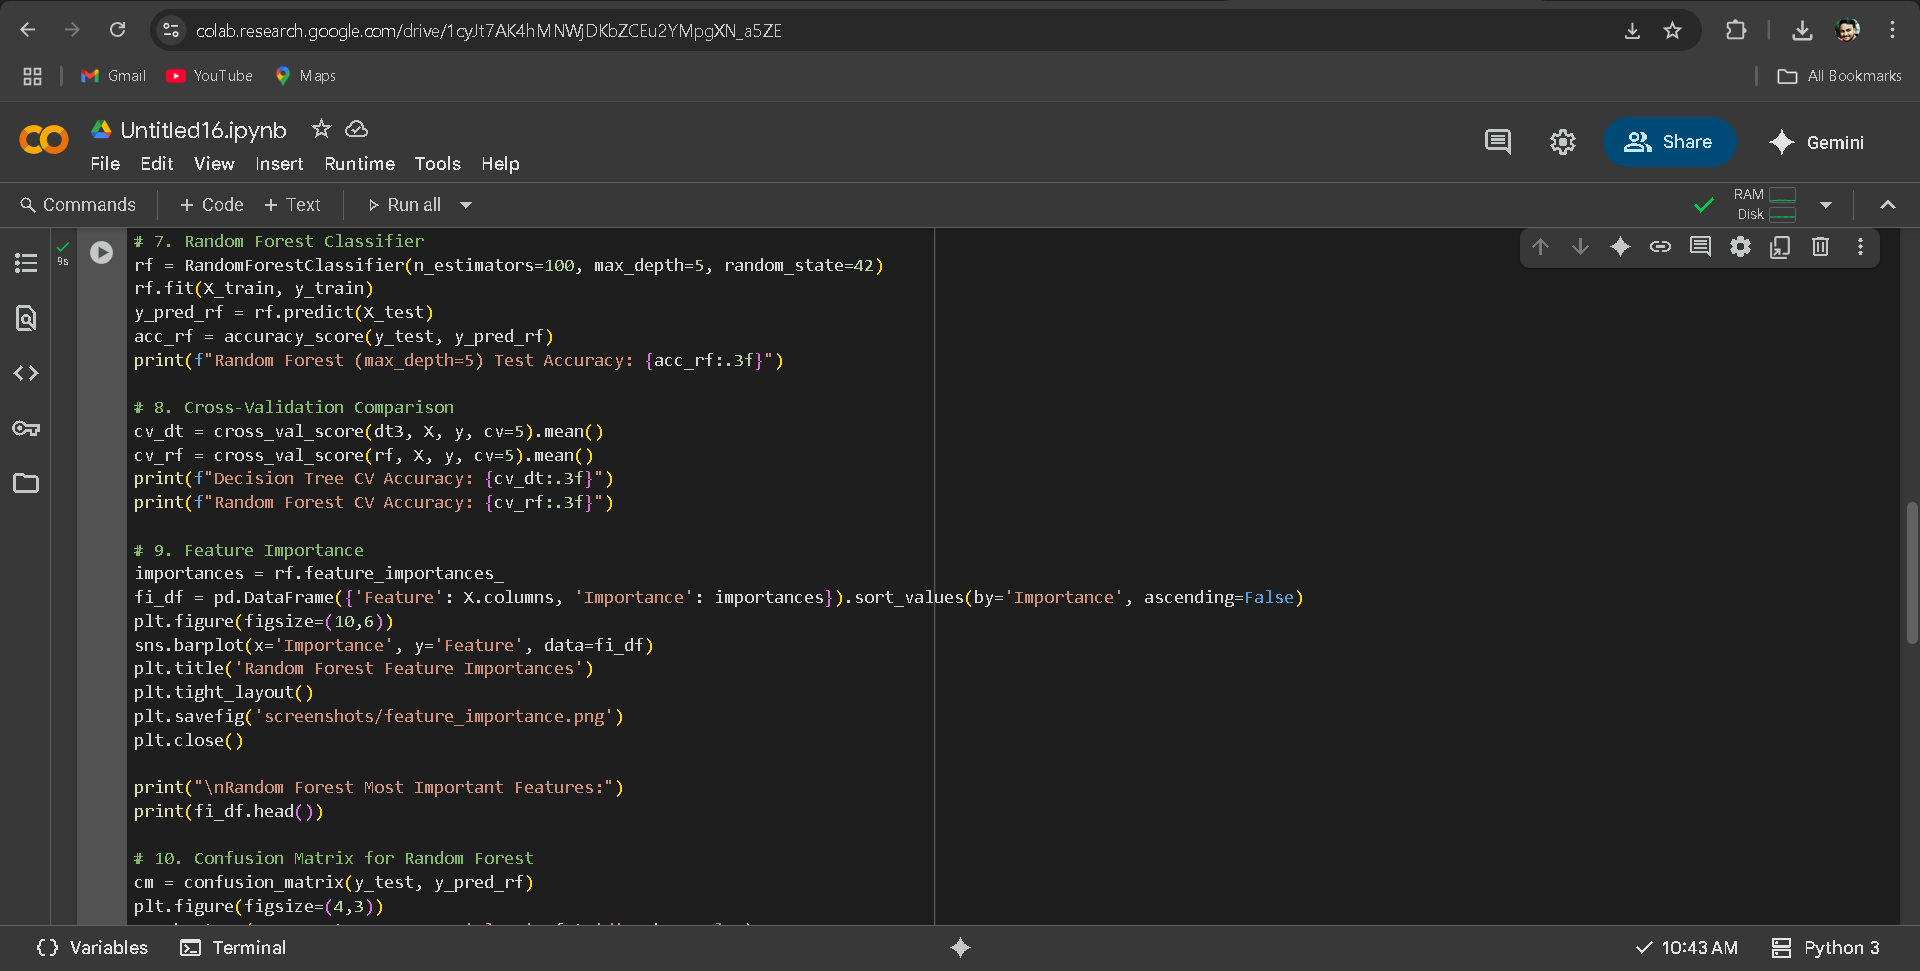 colab.research.google.com/drive/1cyJt7AK4hMNWjDKbZCEu2YMpgXN_a5ZE
Gmail YouTube Maps All Bookmarks
CO Untitled16.ipynb
File Edit View Insert Runtime Tools Help
Share Gemini
Commands + Code + Text Run all
RAM
Disk
9s
# 7. Random Forest Classifier
rf = RandomForestClassifier(n_estimators=100, max_depth=5, random_state=42)
rf.fit(X_train, y_train)
y_pred_rf = rf.predict(X_test)
acc_rf = accuracy_score(y_test, y_pred_rf)
print(f"Random Forest (max_depth=5) Test Accuracy: {acc_rf:.3f}")
# 8. Cross-Validation Comparison
cv_dt = cross_val_score(dt3, X, y, cv=5).mean()
cv_rf = cross_val_score(rf, X, y, cv=5).mean()
print(f"Decision Tree CV Accuracy: {cv_dt:.3f}")
print(f"Random Forest CV Accuracy: {cv_rf:.3f}")
# 9. Feature Importance
importances = rf.feature_importances_
fi_df = pd.DataFrame({'Feature': X.columns, 'Importance': importances}).sort_values(by='Importance', ascending=False)
plt.figure(figsize=(10,6))
sns.barplot(x='Importance', y='Feature', data=fi_df)
plt.title('Random Forest Feature Importances')
plt.tight_layout()
plt.savefig('screenshots/feature_importance.png')
plt.close()
print("\nRandom Forest Most Important Features:")
print(fi_df.head())
# 10. Confusion Matrix for Random Forest
cm = confusion_matrix(y_test, y_pred_rf)
plt.figure(figsize=(4,3))
Variables Terminal 10:43 AM Python 3